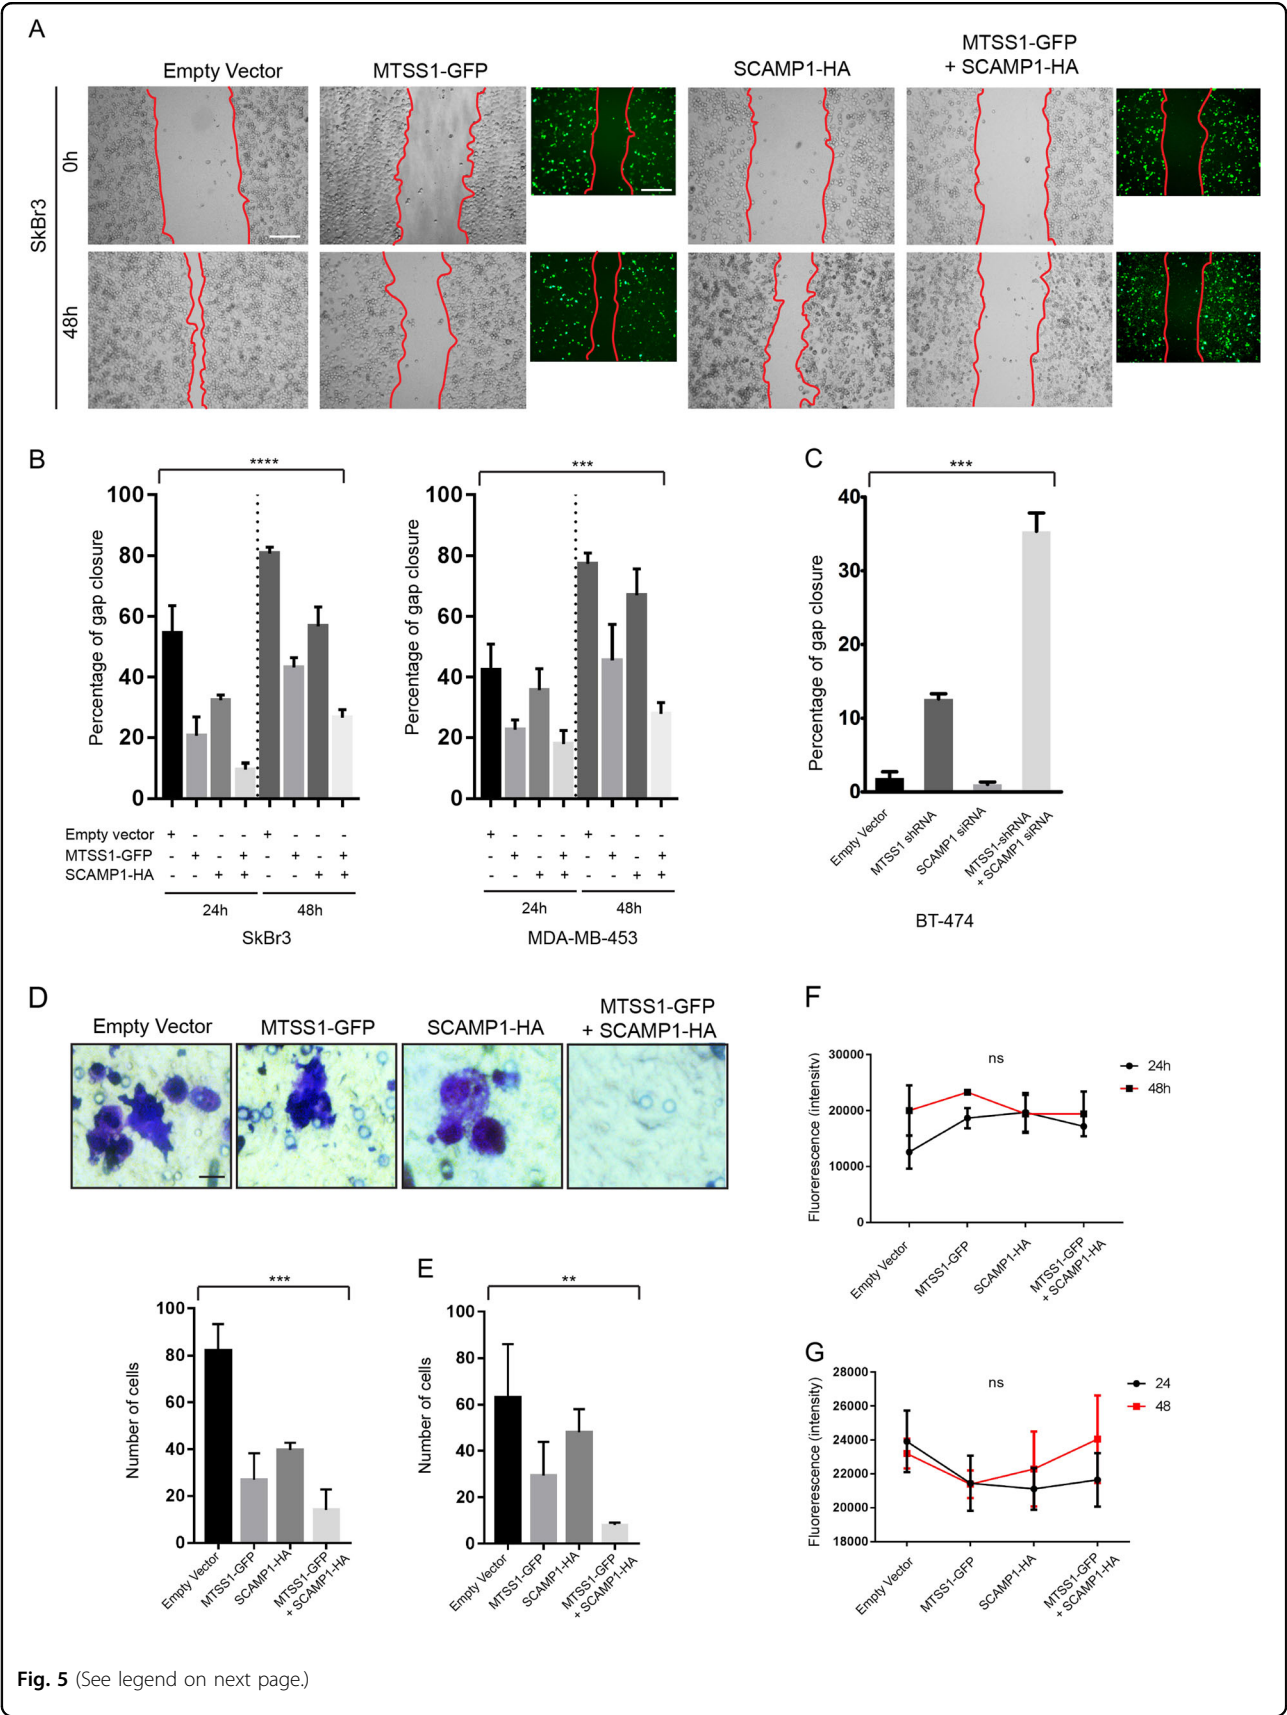 A
Empty Vector
MTSS1-GFP
SCAMP1-HA
MTSS1-GFP
+ SCAMP1-HA
SkBr3
0h
48h
B
****
Percentage of gap closure
100
80
60
40
20
0
Empty vector + - - - + - - -
MTSS1-GFP - + - + - + - +
SCAMP1-HA - - + + - - + +
24h
48h
SkBr3
***
Percentage of gap closure
100
80
60
40
20
0
+ - - - + - - -
- + - + - + - +
- - + + - - + +
24h
48h
MDA-MB-453
C
***
Percentage of gap closure
40
30
20
10
0
Empty Vector
MTSS1 shRNA
SCAMP1 siRNA
MTSS1-shRNA
+ SCAMP1 siRNA
BT-474
D
Empty Vector
MTSS1-GFP
SCAMP1-HA
MTSS1-GFP
+ SCAMP1-HA
***
Number of cells
100
80
60
40
20
0
Empty Vector
MTSS1-GFP
SCAMP1-HA
MTSS1-GFP
+ SCAMP1-HA
E
**
Number of cells
100
80
60
40
20
0
Empty Vector
MTSS1-GFP
SCAMP1-HA
MTSS1-GFP
+ SCAMP1-HA
F
ns
24h
48h
Fluorerescence (intensity)
30000
20000
10000
0
Empty Vector
MTSS1-GFP
SCAMP1-HA
MTSS1-GFP
+ SCAMP1-HA
G
ns
24
48
Fluorerescence (intensity)
28000
26000
24000
22000
20000
18000
Empty Vector
MTSS1-GFP
SCAMP1-HA
MTSS1-GFP
+ SCAMP1-HA
Fig. 5 (See legend on next page.)